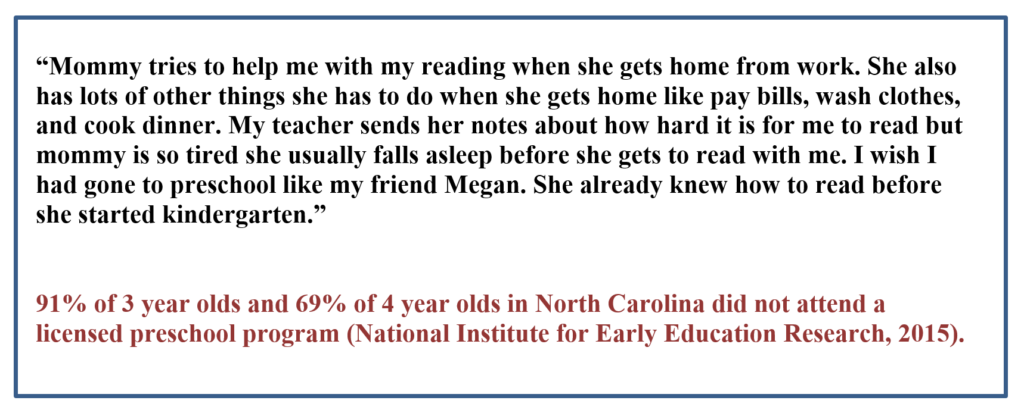 “Mommy tries to help me with my reading when she gets home from work. She also
has lots of other things she has to do when she gets home like pay bills, wash clothes,
and cook dinner. My teacher sends her notes about how hard it is for me to read but
mommy is so tired she usually falls asleep before she gets to read with me. I wish I
had gone to preschool like my friend Megan. She already knew how to read before
she started kindergarten.”
91% of 3 year olds and 69% of 4 year olds in North Carolina did not attend a
licensed preschool program (National Institute for Early Education Research, 2015).